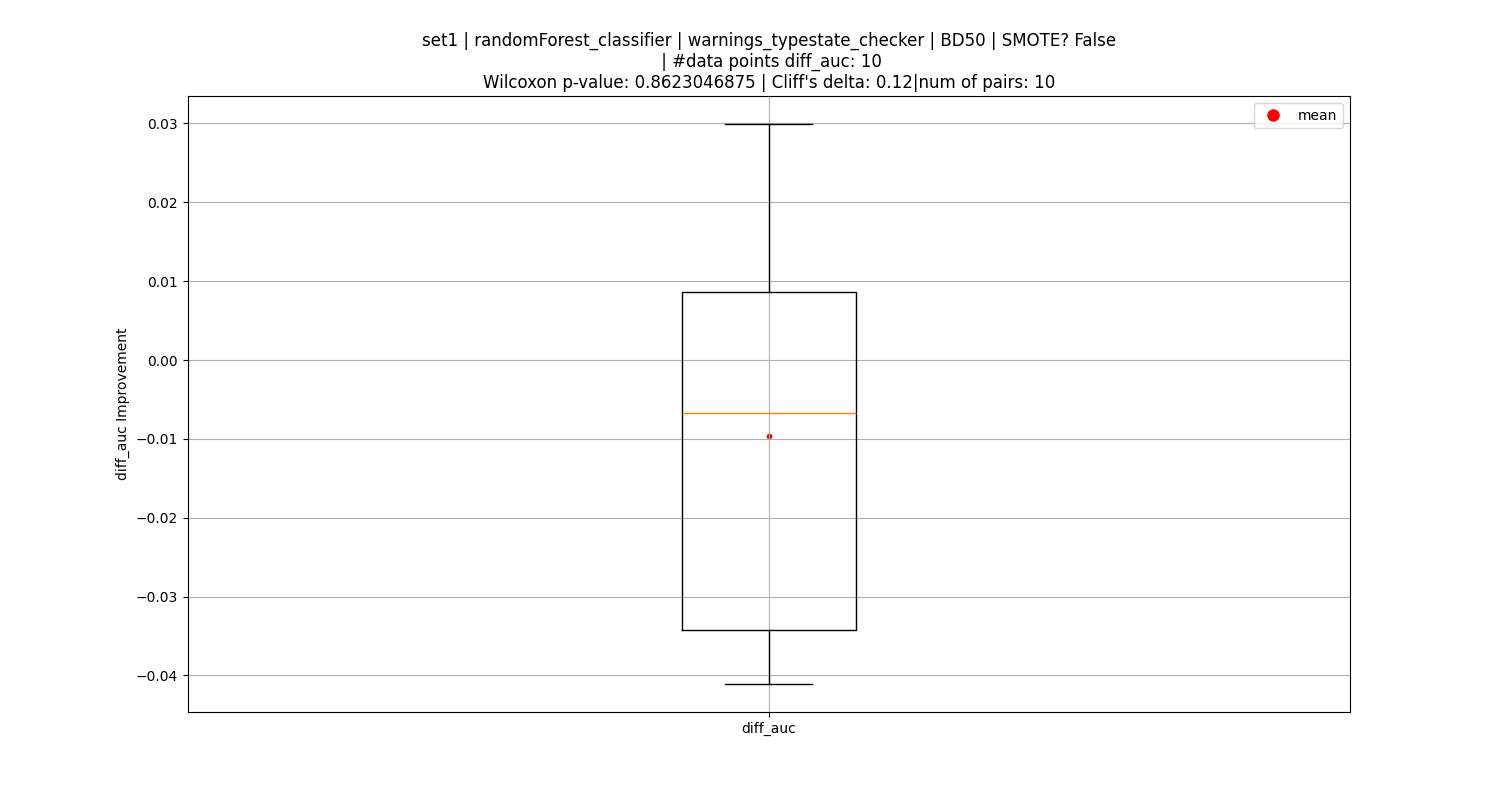 set1 | randomForest_classifier | warnings_typestate_checker | BD50 | SMOTE? False
| #data points diff_auc: 10
Wilcoxon p-value: 0.8623046875 | Cliff's delta: 0.12|num of pairs: 10
mean
0.03
0.02
0.01
0.00
−0.01
−0.02
−0.03
−0.04
diff_auc Improvement
diff_auc